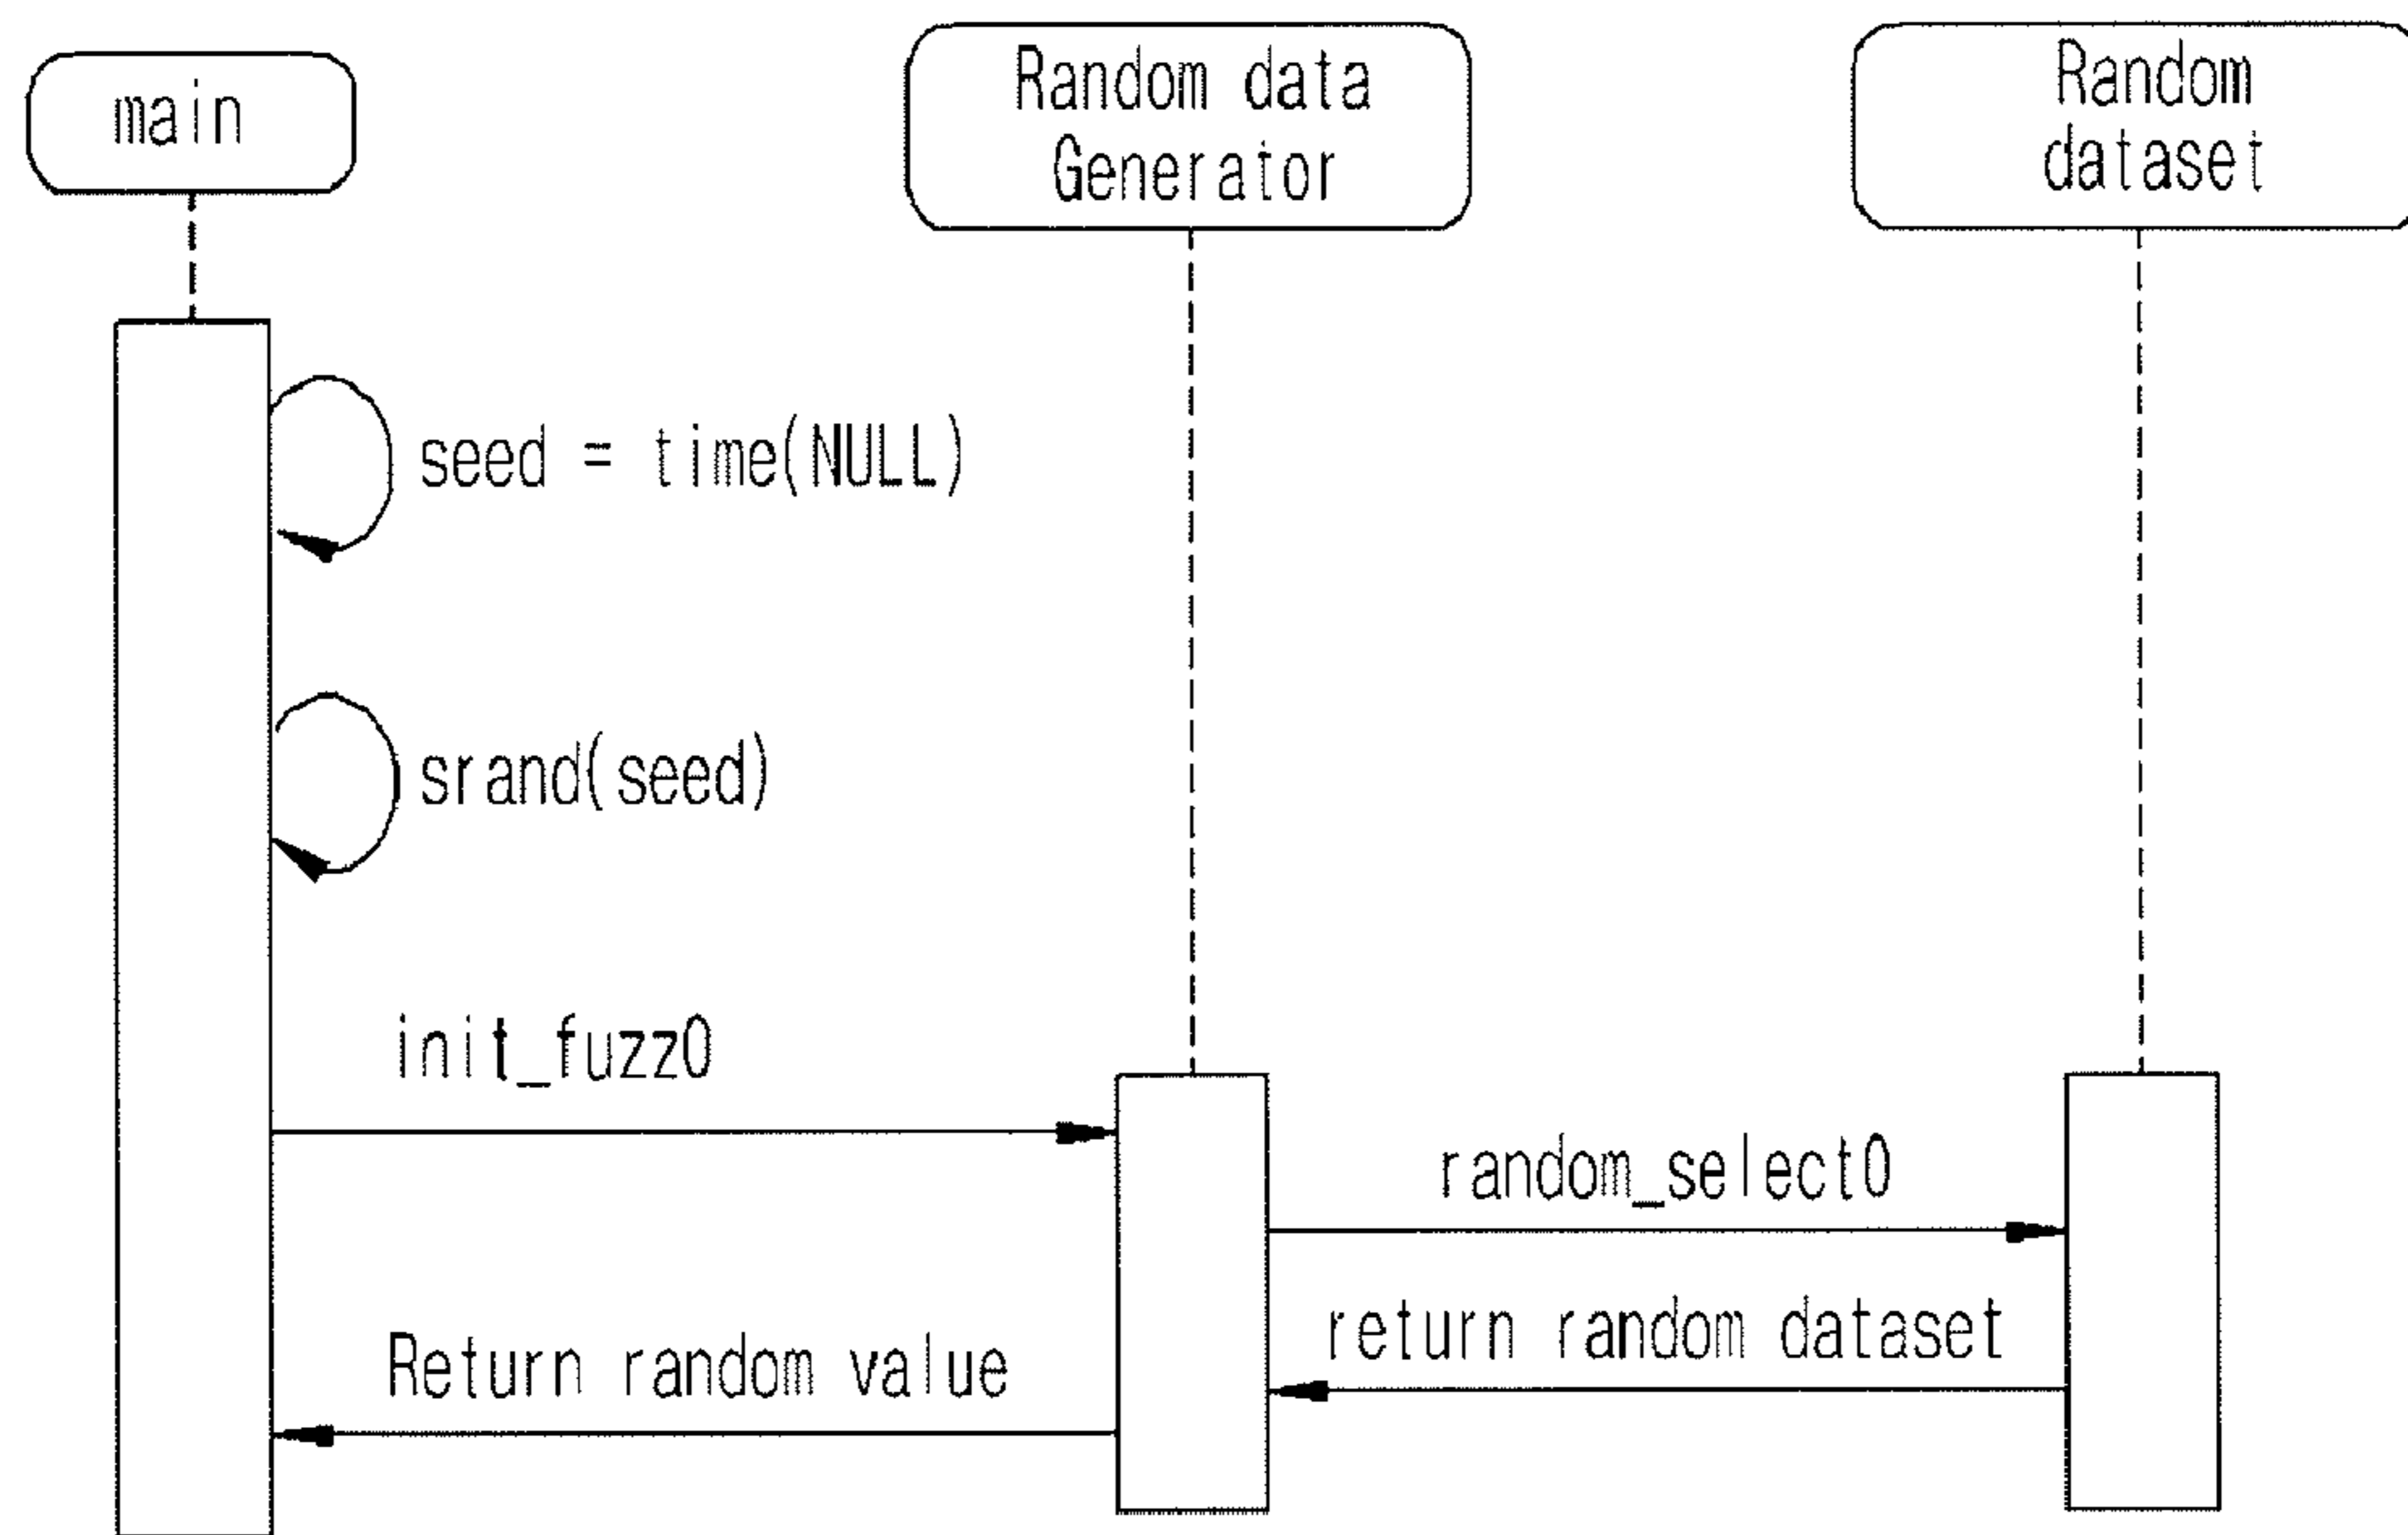 main
Random data
Generator
Random
dataset
seed = time(NULL)
srand(seed)
init_fuzz0
random_select0
return random dataset
Return random value